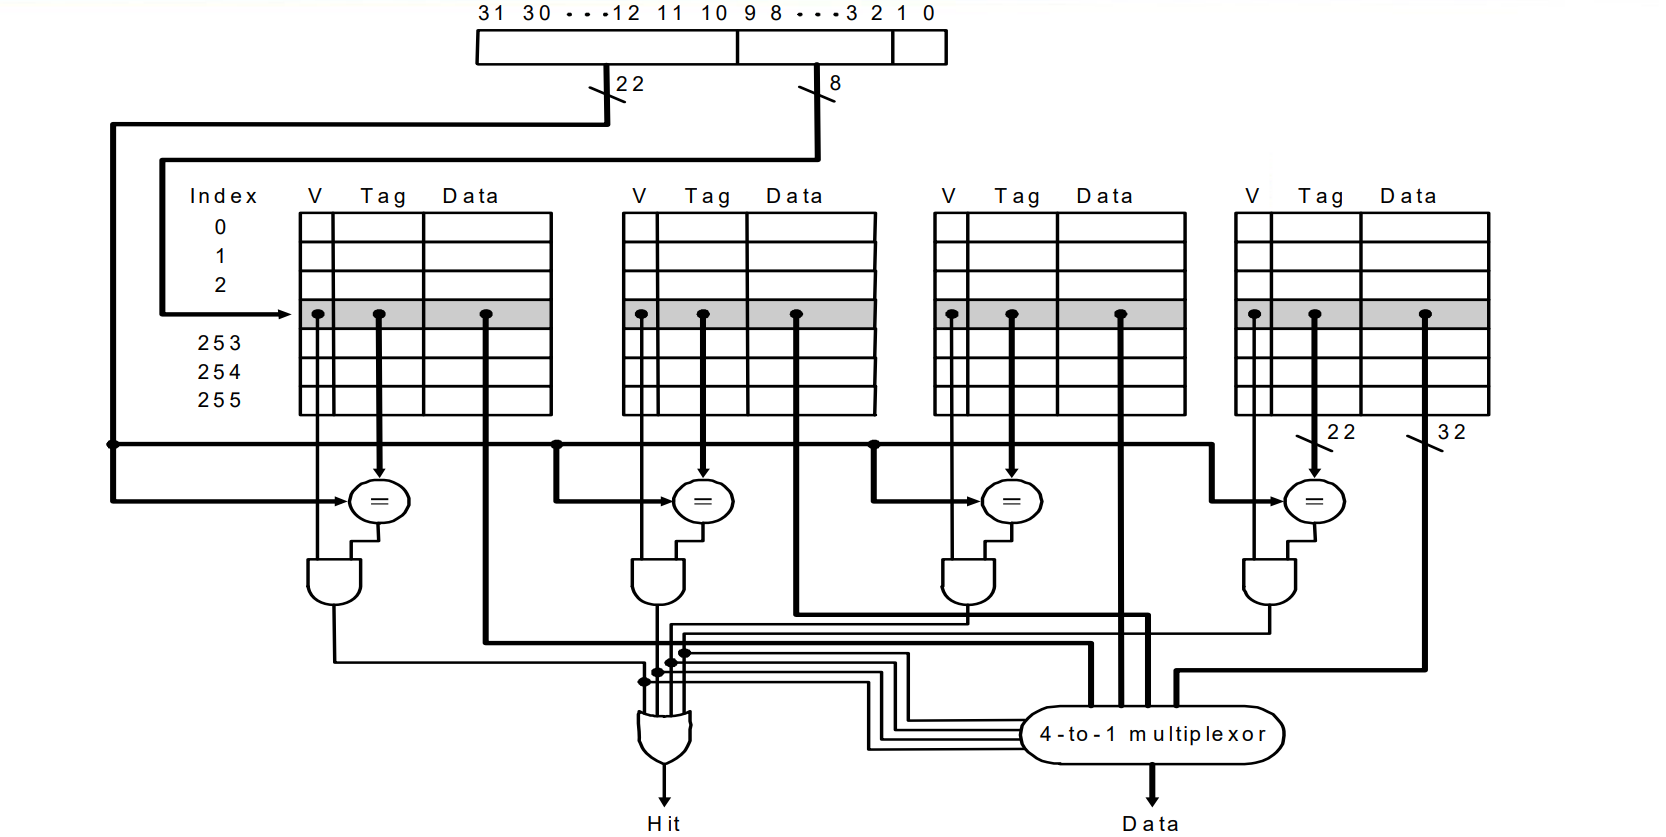 31 30 ···12 11 10 9 8 ···3 2 1 0
22
8
Index V Tag Data V Tag Data V Tag Data V Tag Data
0
1
2
253
254
255
22 32
= = = =
4-to-1 multiplexor
Hit Data